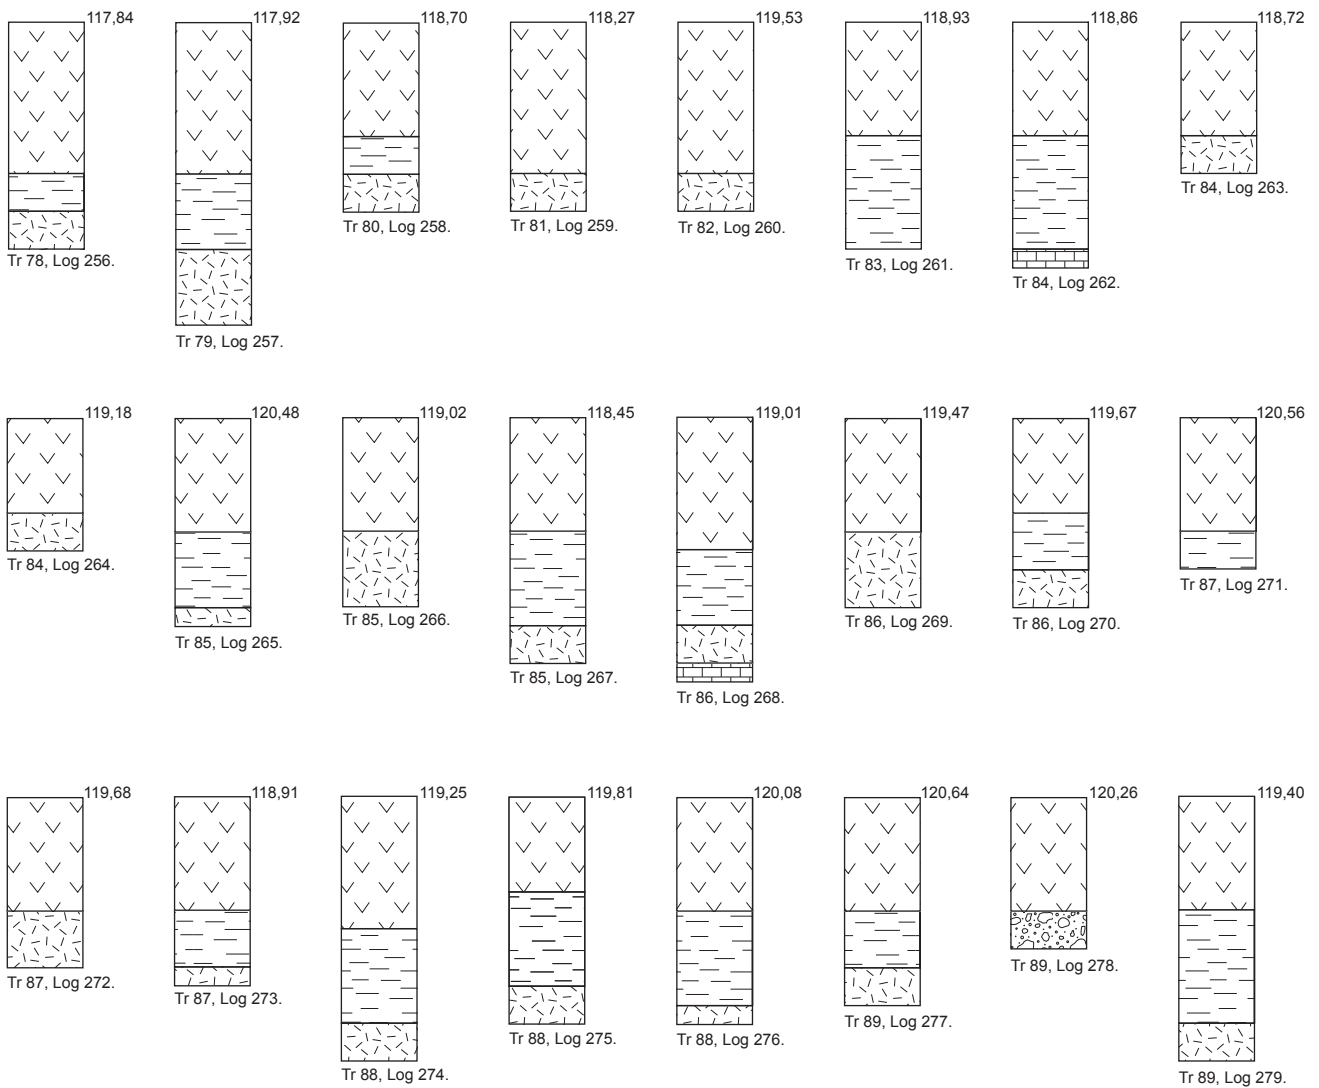 117,84
117,92
118,70
118,27
119,53
118,93
118,86
118,72
Tr 78, Log 256.
Tr 79, Log 257.
Tr 80, Log 258.
Tr 81, Log 259.
Tr 82, Log 260.
Tr 83, Log 261.
Tr 84, Log 262.
Tr 84, Log 263.
119,18
120,48
119,02
118,45
119,01
119,47
119,67
120,56
Tr 84, Log 264.
Tr 85, Log 265.
Tr 85, Log 266.
Tr 85, Log 267.
Tr 86, Log 268.
Tr 86, Log 269.
Tr 86, Log 270.
Tr 87, Log 271.
119,68
118,91
119,25
119,81
120,08
120,64
120,26
119,40
Tr 87, Log 272.
Tr 87, Log 273.
Tr 88, Log 274.
Tr 88, Log 275.
Tr 88, Log 276.
Tr 89, Log 277.
Tr 89, Log 278.
Tr 89, Log 279.